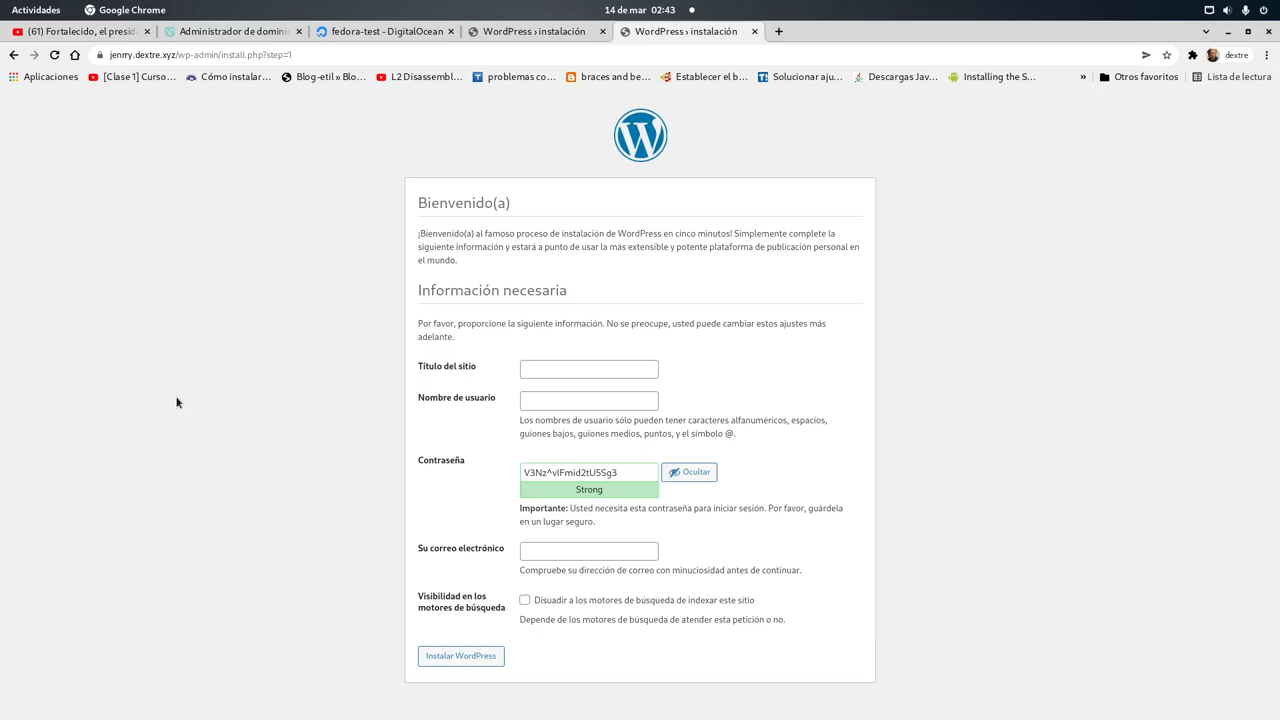 Actividades
Google Chrome
14 de mar 02:43
(61) Fortalecido, el presid
Administrador de domini
fedora-test - DigitalOcean
WordPress › instalación
WordPress › instalación
jenrry.dextre.xyz/wp-admin/install.php?step=1
dextre
Aplicaciones
[Clase 1] Curso...
Cómo instalar...
Blog-etil » Blo...
L2 Disassembl...
problemas co...
braces and be...
Establecer el b...
Solucionar aju...
Descargas Jav...
Installing the S...
»
Otros favoritos
Lista de lectura
Bienvenido(a)
¡Bienvenido(a) al famoso proceso de instalación de WordPress en cinco minutos! Simplemente complete la
siguiente información y estará a punto de usar la más extensible y potente plataforma de publicación personal en
el mundo.
Información necesaria
Por favor, proporcione la siguiente información. No se preocupe, usted puede cambiar estos ajustes más
adelante.
Título del sitio
Nombre de usuario
Los nombres de usuario sólo pueden tener caracteres alfanuméricos, espacios,
guiones bajos, guiones medios, puntos, y el símbolo @.
Contraseña
V3Nz^vIFmid2tU5Sg3
Ocultar
Strong
Importante: Usted necesita esta contraseña para iniciar sesión. Por favor, guárdela
en un lugar seguro.
Su correo electrónico
Compruebe su dirección de correo con minuciosidad antes de continuar.
Visibilidad en los
motores de búsqueda
Disuadir a los motores de búsqueda de indexar este sitio
Depende de los motores de búsqueda de atender esta petición o no.
Instalar WordPress